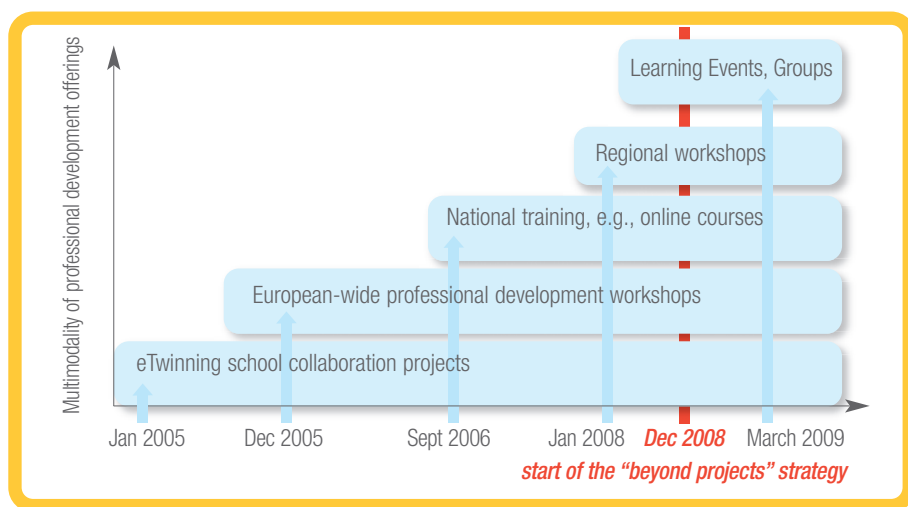 Multimodality of professional development offerings
Learning Events, Groups
Regional workshops
National training, e.g., online courses
European-wide professional development workshops
eTwinning school collaboration projects
Jan 2005
Dec 2005
Sept 2006
Jan 2008
Dec 2008
March 2009
start of the “beyond projects” strategy